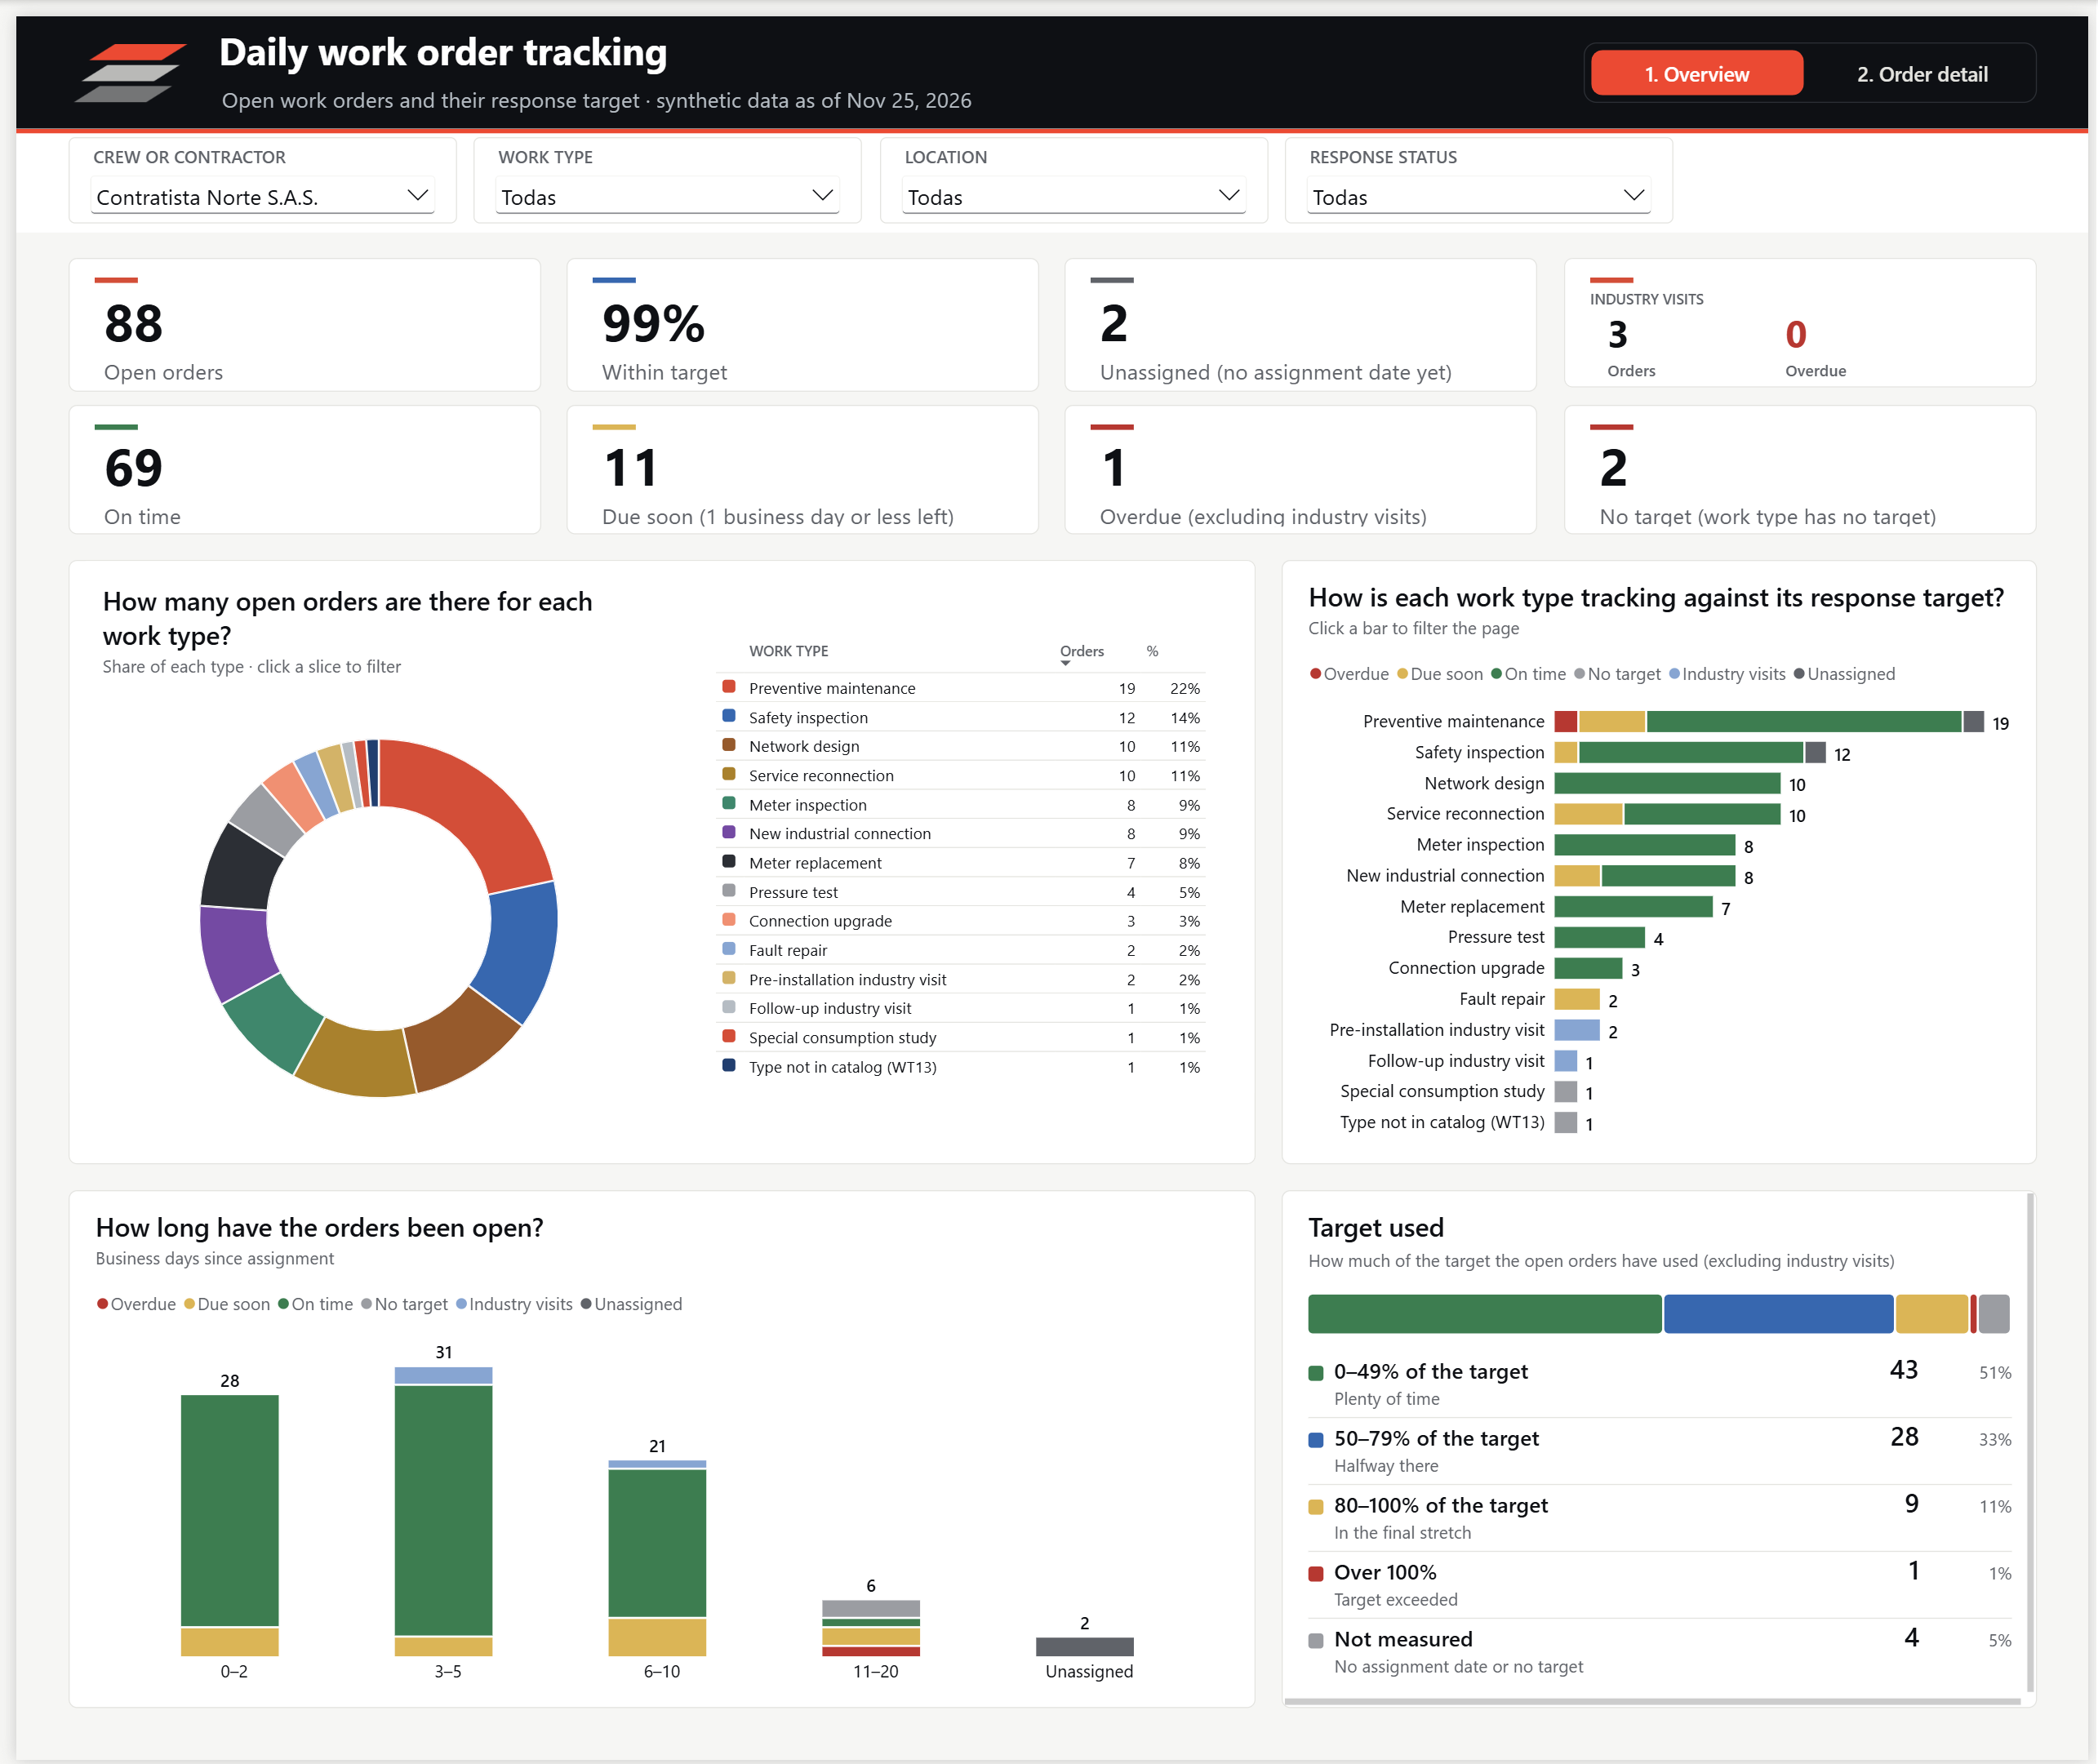 Daily work order tracking
Open work orders and their response target · synthetic data as of Nov 25, 2026
1. Overview
2. Order detail
CREW OR CONTRACTOR
Contratista Norte S.A.S.
WORK TYPE
Todas
LOCATION
Todas
RESPONSE STATUS
Todas
88
Open orders
99%
Within target
2
Unassigned (no assignment date yet)
INDUSTRY VISITS
3
Orders
0
Overdue
69
On time
11
Due soon (1 business day or less left)
1
Overdue (excluding industry visits)
2
No target (work type has no target)
How many open orders are there for each
work type?
Share of each type · click a slice to filter
WORK TYPE Orders %
Preventive maintenance 19 22%
Safety inspection 12 14%
Network design 10 11%
Service reconnection 10 11%
Meter inspection 8 9%
New industrial connection 8 9%
Meter replacement 7 8%
Pressure test 4 5%
Connection upgrade 3 3%
Fault repair 2 2%
Pre-installation industry visit 2 2%
Follow-up industry visit 1 1%
Special consumption study 1 1%
Type not in catalog (WT13) 1 1%
How is each work type tracking against its response target?
Click a bar to filter the page
Overdue Due soon On time No target Industry visits Unassigned
Preventive maintenance 19
Safety inspection 12
Network design 10
Service reconnection 10
Meter inspection 8
New industrial connection 8
Meter replacement 7
Pressure test 4
Connection upgrade 3
Fault repair 2
Pre-installation industry visit 2
Follow-up industry visit 1
Special consumption study 1
Type not in catalog (WT13) 1
How long have the orders been open?
Business days since assignment
Overdue Due soon On time No target Industry visits Unassigned
28
31
21
6
2
0–2
3–5
6–10
11–20
Unassigned
Target used
How much of the target the open orders have used (excluding industry visits)
0–49% of the target 43 51%
Plenty of time
50–79% of the target 28 33%
Halfway there
80–100% of the target 9 11%
In the final stretch
Over 100% 1 1%
Target exceeded
Not measured 4 5%
No assignment date or no target